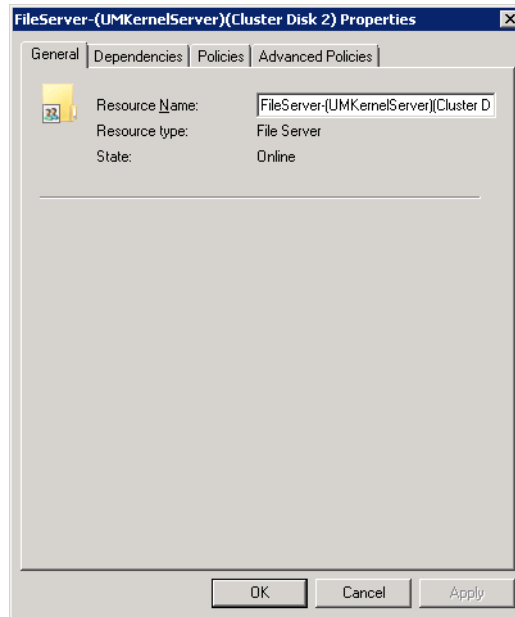 FileServer-(UMKernelServer)(Cluster Disk 2) Properties
General Dependencies Policies Advanced Policies
Resource Name: FileServer-(UMKernelServer)(Cluster D
Resource type: File Server
State: Online
OK Cancel Apply